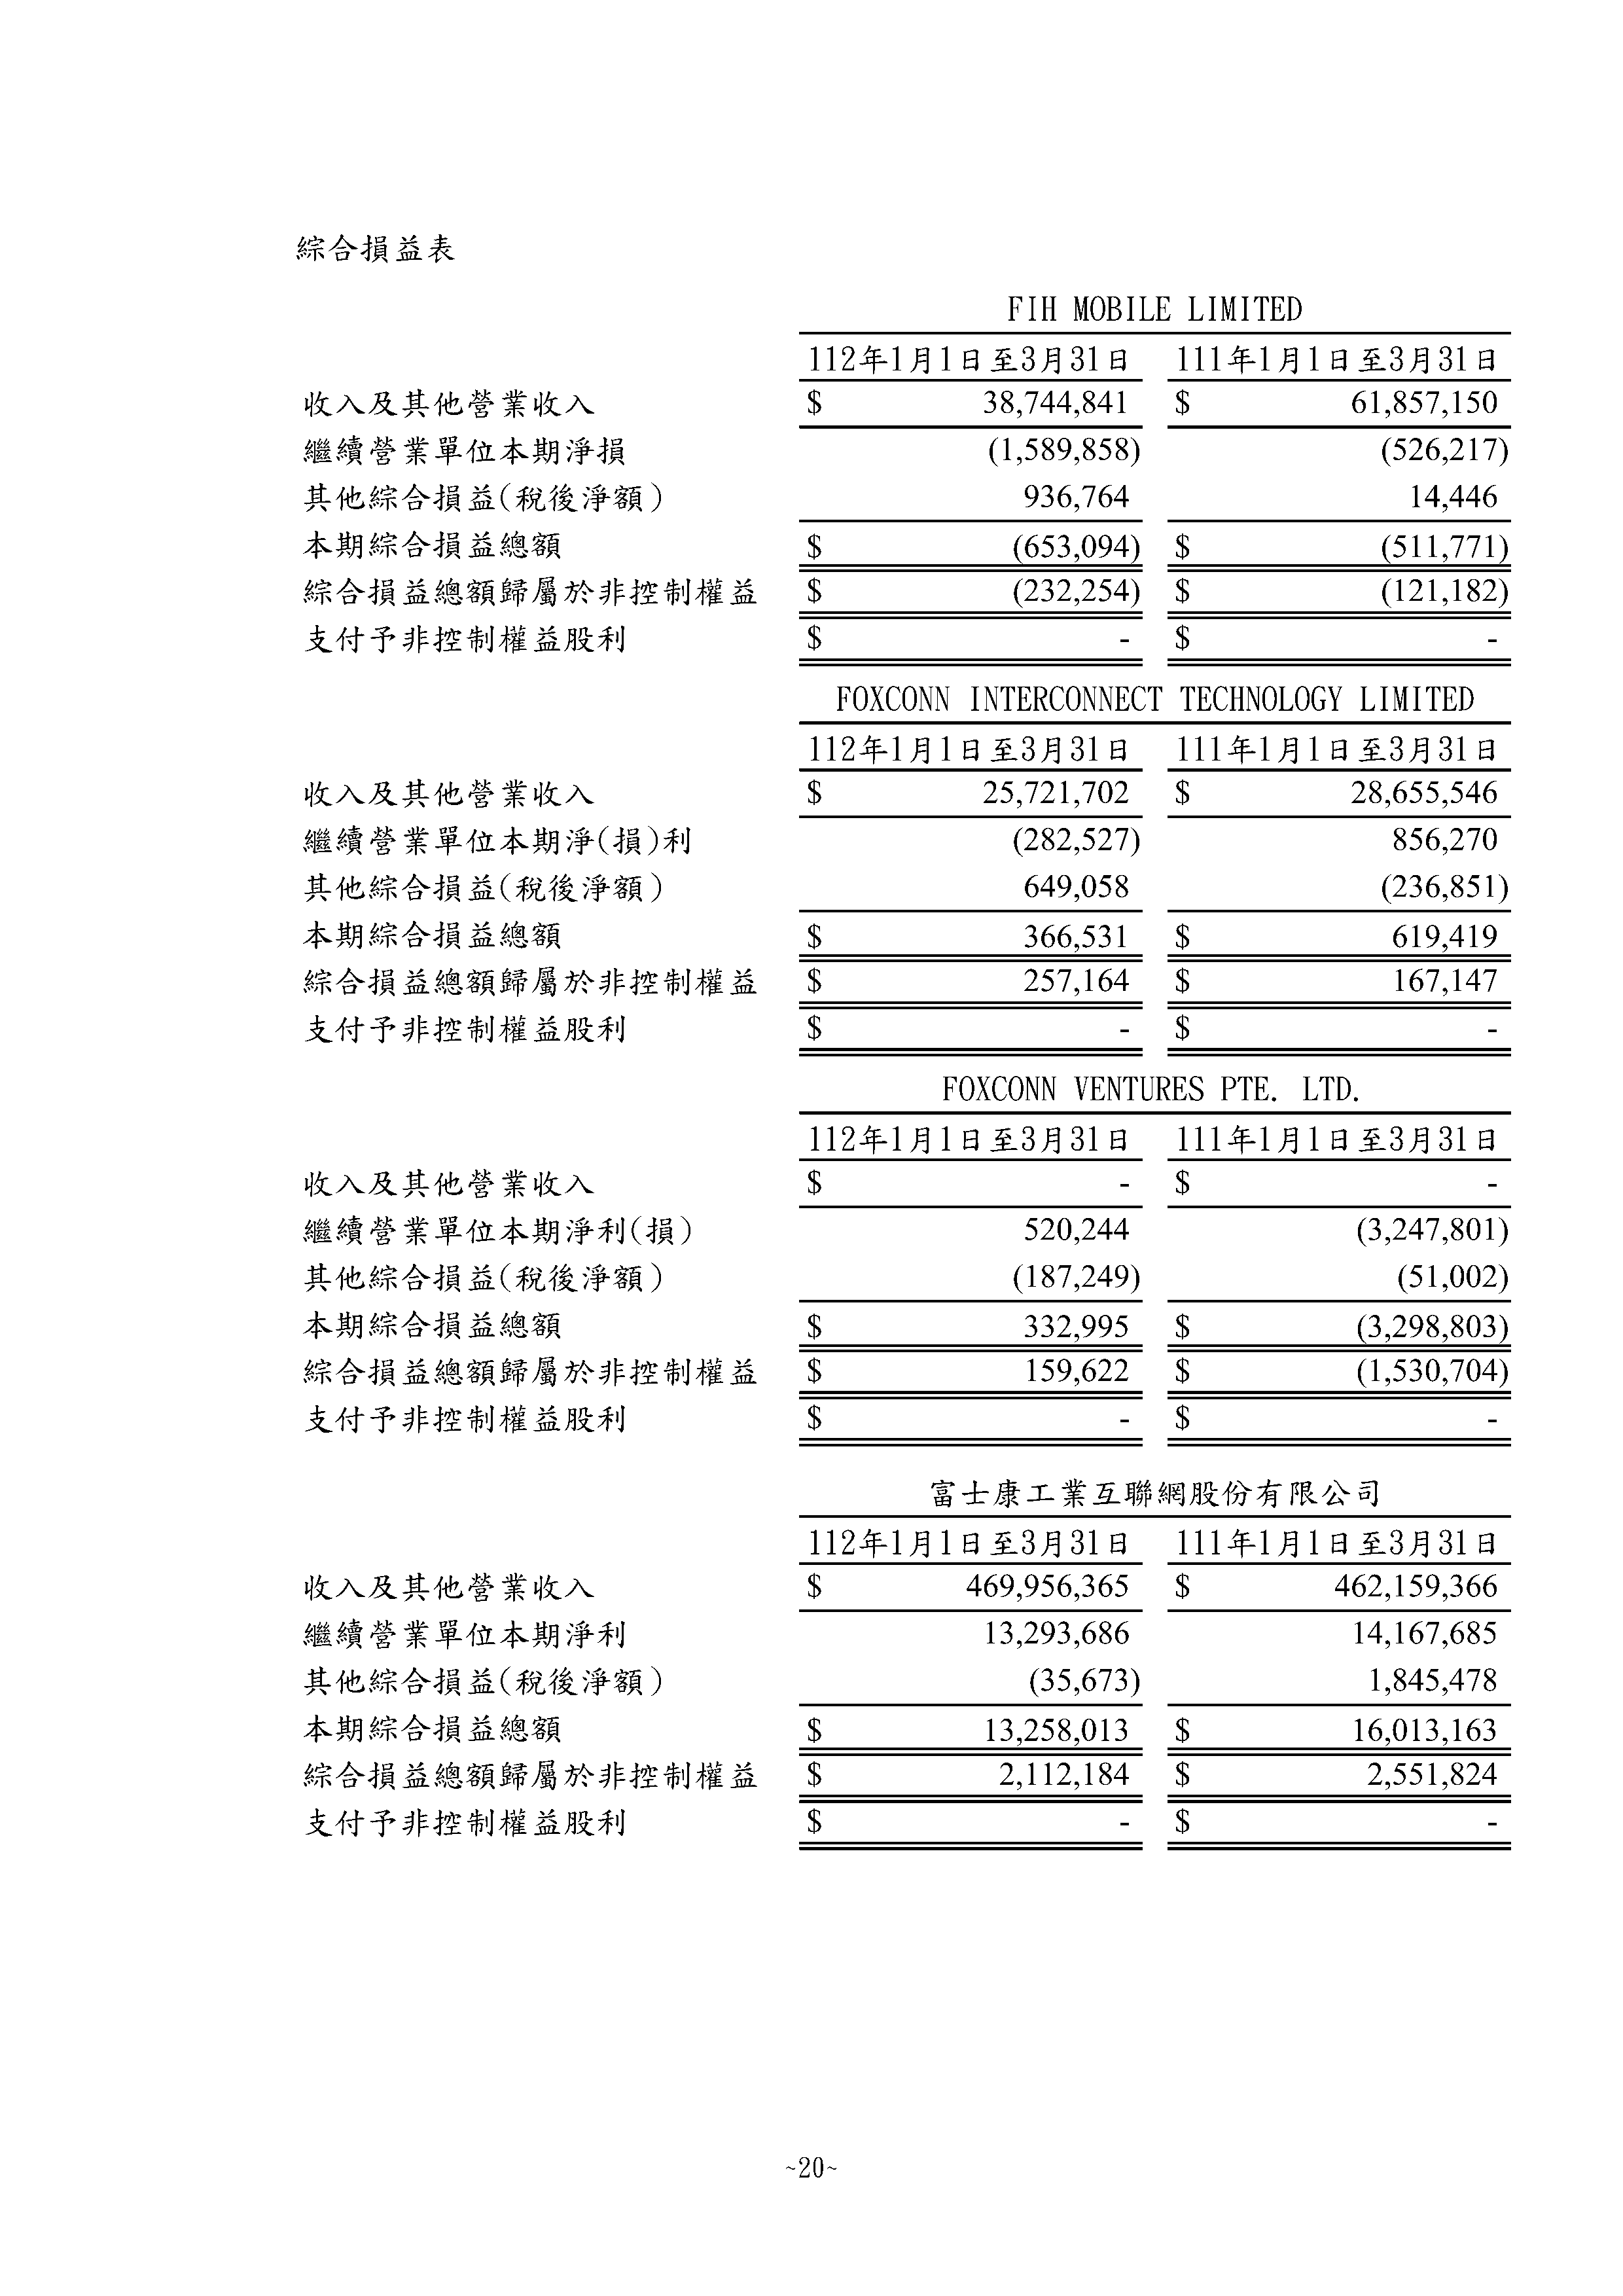 綜合損益表
FIH MOBILE LIMITED
112年1月1日至3月31日 111年1月1日至3月31日
收入及其他營業收入 $ 38,744,841 $ 61,857,150
繼續營業單位本期淨損 (1,589,858) (526,217)
其他綜合損益(稅後淨額) 936,764 14,446
本期綜合損益總額 $ (653,094) $ (511,771)
綜合損益總額歸屬於非控制權益 $ (232,254) $ (121,182)
支付予非控制權益股利 $ - $ -
FOXCONN INTERCONNECT TECHNOLOGY LIMITED
112年1月1日至3月31日 111年1月1日至3月31日
收入及其他營業收入 $ 25,721,702 $ 28,655,546
繼續營業單位本期淨(損)利 (282,527) 856,270
其他綜合損益(稅後淨額) 649,058 (236,851)
本期綜合損益總額 $ 366,531 $ 619,419
綜合損益總額歸屬於非控制權益 $ 257,164 $ 167,147
支付予非控制權益股利 $ - $ -
FOXCONN VENTURES PTE. LTD.
112年1月1日至3月31日 111年1月1日至3月31日
收入及其他營業收入 $ - $ -
繼續營業單位本期淨利(損) 520,244 (3,247,801)
其他綜合損益(稅後淨額) (187,249) (51,002)
本期綜合損益總額 $ 332,995 $ (3,298,803)
綜合損益總額歸屬於非控制權益 $ 159,622 $ (1,530,704)
支付予非控制權益股利 $ - $ -
富士康工業互聯網股份有限公司
112年1月1日至3月31日 111年1月1日至3月31日
收入及其他營業收入 $ 469,956,365 $ 462,159,366
繼續營業單位本期淨利 13,293,686 14,167,685
其他綜合損益(稅後淨額) (35,673) 1,845,478
本期綜合損益總額 $ 13,258,013 $ 16,013,163
綜合損益總額歸屬於非控制權益 $ 2,112,184 $ 2,551,824
支付予非控制權益股利 $ - $ -
~20~